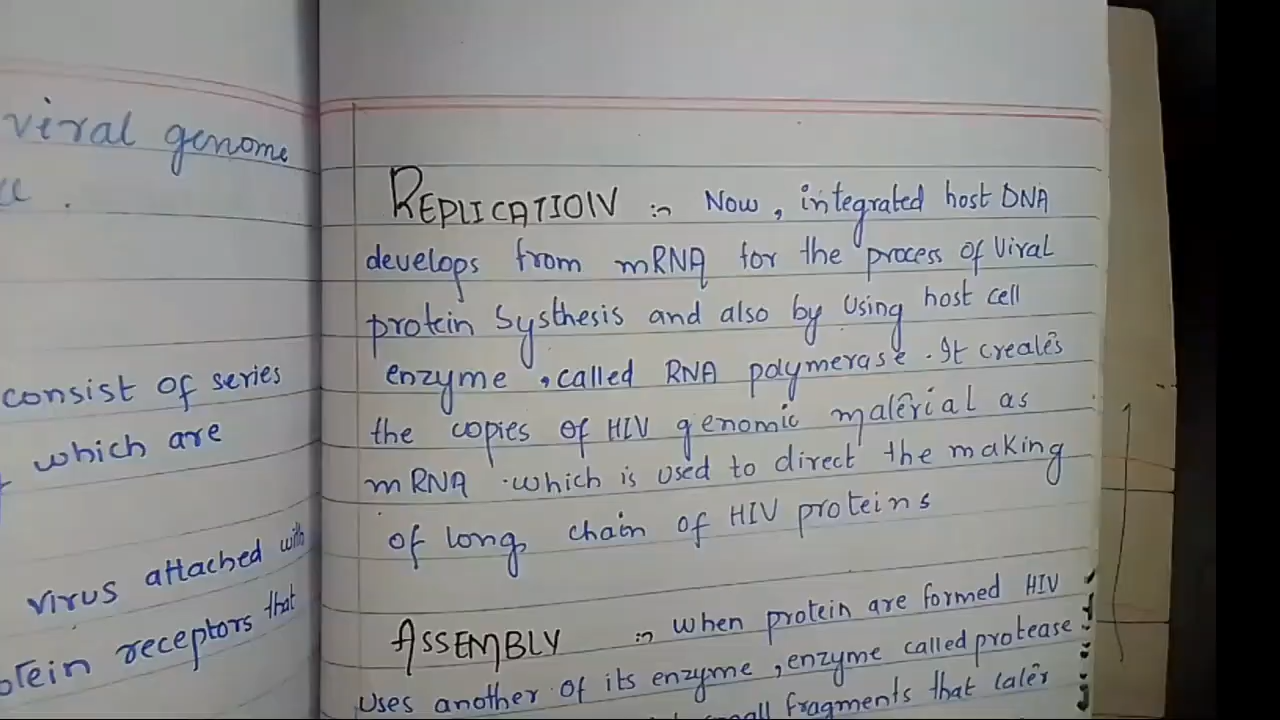 viral genome
consist of series
which are
virus attached with
protein receptors that
REPLICATION :- Now, integrated host DNA
develops from mRNA for the process of Viral
protein Systhesis and also by Using host cell
enzyme, called RNA polymerase. It creates
the copies of HIV genomic material as
mRNA which is used to direct the making
of long chain of HIV proteins
ASSEMBLY :- when protein are formed HIV
uses another of its enzyme, enzyme called protease
fragments that later